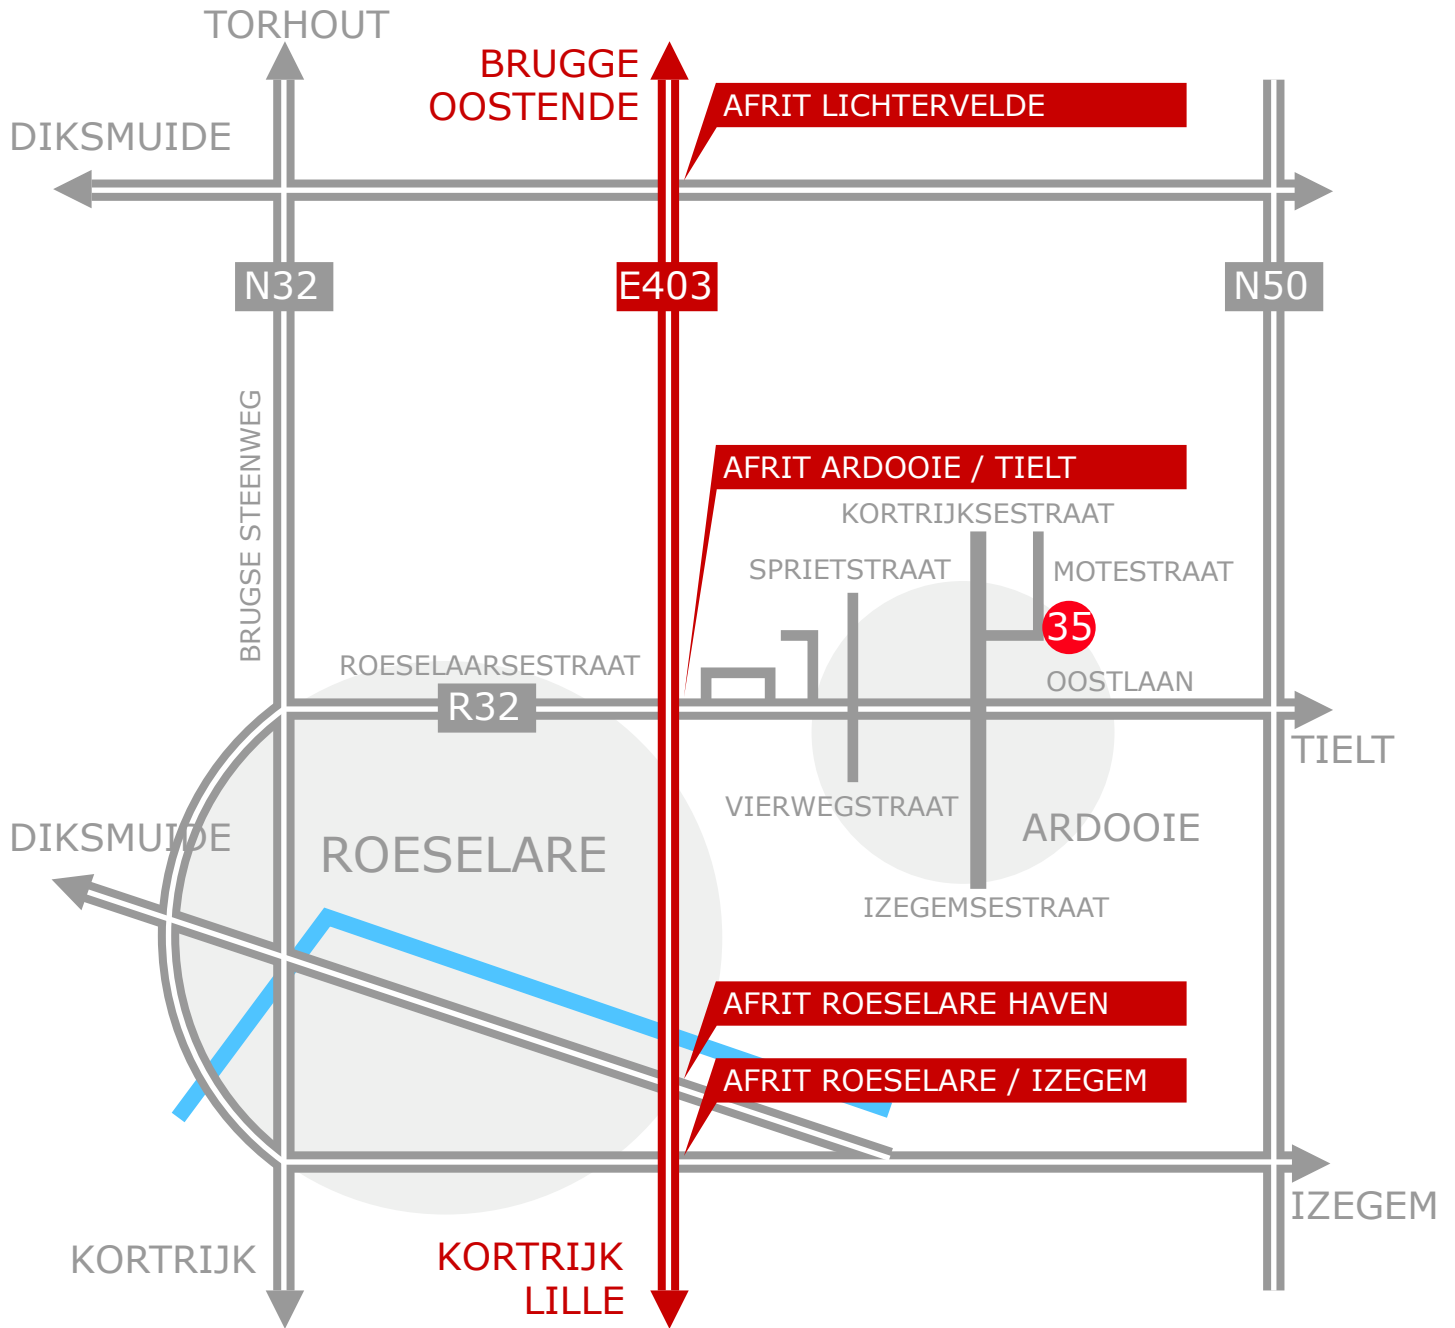 TORHOUT
BRUGGE
OOSTENDE
AFRIT LICHTERVELDE
DIKSMUIDE
N32
E403
N50
BRUGSE STEENWEG
AFRIT ARDOOIE / TIELT
KORTRIJKSESTRAAT
SPRIETSTRAAT
MOTESTRAAT
35
ROESELAARSESTRAAT
OOSTLAAN
R32
TIELT
VIERWEGSTRAAT
ARDOOIE
DIKSMUIDE
ROESELARE
IZEGEMSESTRAAT
AFRIT ROESELARE HAVEN
AFRIT ROESELARE / IZEGEM
IZEGEM
KORTRIJK
KORTRIJK
LILLE